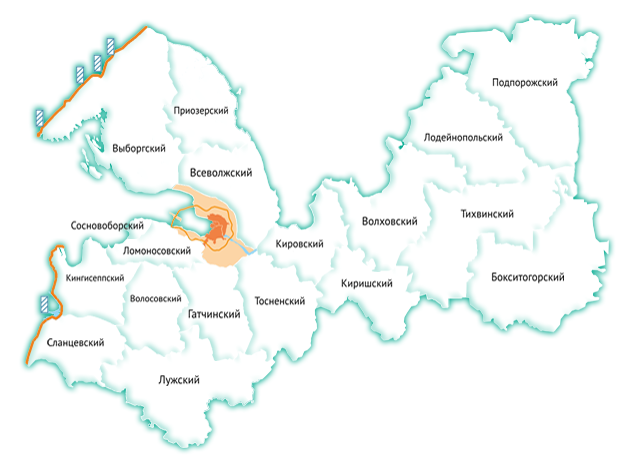 Подпорожский
Приозерский
Лодейнопольский
Выборгский
Всеволжский
Тихвинский
Волховский
Сосновоборский
Кировский
Ломоносовский
Кингисеппский
Бокситогорский
Киришский
Волосовский
Тосненский
Гатчинский
Сланцевский
Лужский